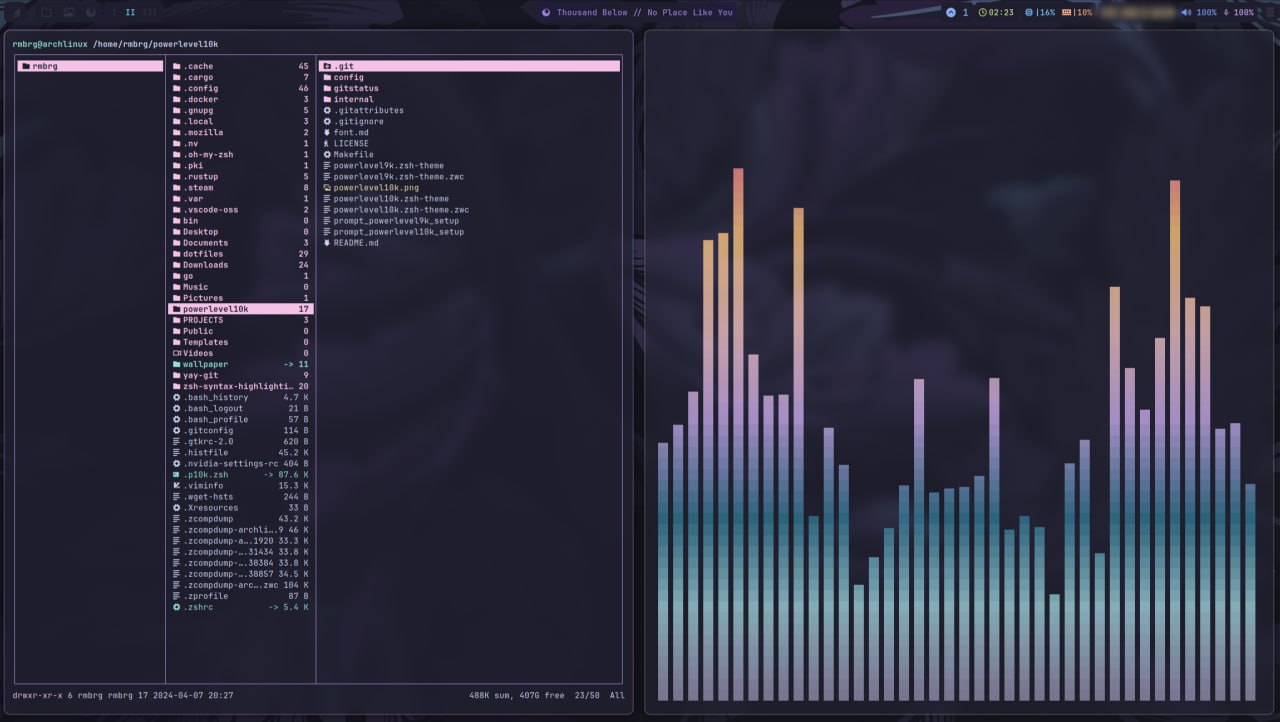 I II III
Thousand Below // No Place Like You
1 02:23 |16% |10% 100% 100%
rmbrg@archlinux /home/rmbrg/powerlevel10k
rmbrg
.cache 45
.cargo 7
.config 46
.docker 3
.gnupg 5
.local 3
.mozilla 2
.nv 1
.oh-my-zsh 1
.pki 1
.rustup 5
.steam 8
.var 1
.vscode-oss 2
bin 0
Desktop 0
Documents 3
dotfiles 29
Downloads 24
go 1
Music 0
Pictures 1
powerlevel10k 17
PROJECTS 3
Public 0
Templates 0
Videos 0
wallpaper -> 11
yay-git 9
zsh-syntax-highlighti… 20
.bash_history 4.7 K
.bash_logout 21 B
.bash_profile 57 B
.gitconfig 114 B
.gtkrc-2.0 620 B
.histfile 45.2 K
.nvidia-settings-rc 404 B
.p10k.zsh -> 87.6 K
.viminfo 15.3 K
.wget-hsts 244 B
.Xresources 33 B
.zcompdump 43.2 K
.zcompdump-archli…9 46 K
.zcompdump-a…1920 33.3 K
.zcompdump-…31434 33.8 K
.zcompdump-…38384 33.8 K
.zcompdump-…38857 34.5 K
.zcompdump-arc…zwc 104 K
.zprofile 87 B
.zshrc -> 5.4 K
.git
config
gitstatus
internal
.gitattributes
.gitignore
font.md
LICENSE
Makefile
powerlevel9k.zsh-theme
powerlevel9k.zsh-theme.zwc
powerlevel10k.png
powerlevel10k.zsh-theme
powerlevel10k.zsh-theme.zwc
prompt_powerlevel9k_setup
prompt_powerlevel10k_setup
README.md
drwxr-xr-x 6 rmbrg rmbrg 17 2024-04-07 20:27
488K sum, 407G free 23/50 All